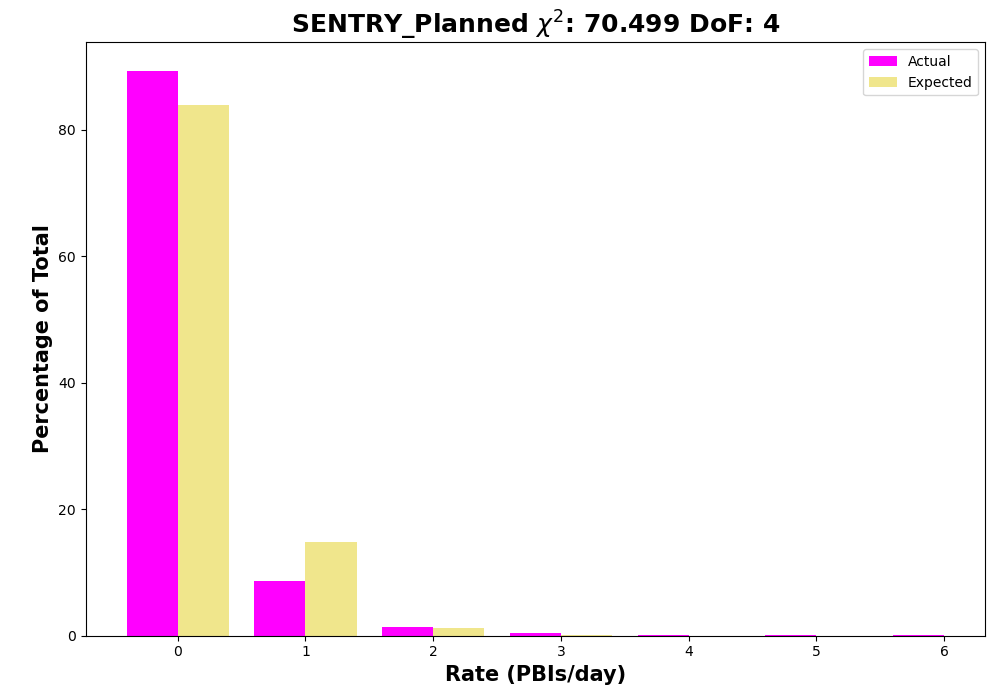 SENTRY_Planned χ²: 70.499 DoF: 4
Actual
Expected
Percentage of Total
80
60
40
20
0
0 1 2 3 4 5 6
Rate (PBIs/day)